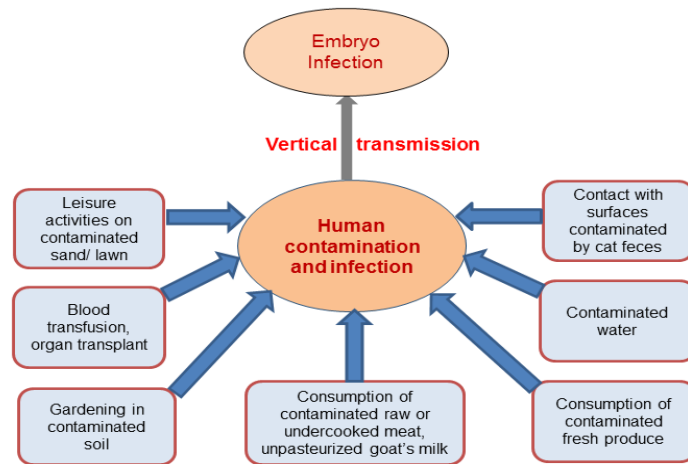 Embryo
Infection
Vertical transmission
Human
contamination
and infection
Leisure
activities on
contaminated
sand/ lawn
Blood
transfusion,
organ transplant
Gardening in
contaminated
soil
Consumption of
contaminated raw or
undercooked meat,
unpasteurized goat's milk
Contact with
surfaces
contaminated
by cat feces
Contaminated
water
Consumption of
contaminated
fresh produce